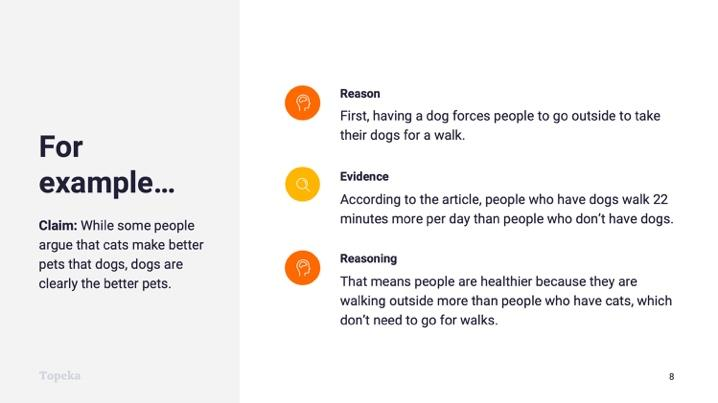 For
example...
Claim: While some people
argue that cats make better
pets that dogs, dogs are
clearly the better pets.
Reason
First, having a dog forces people to go outside to take
their dogs for a walk.
Evidence
According to the article, people who have dogs walk 22
minutes more per day than people who don’t have dogs.
Reasoning
That means people are healthier because they are
walking outside more than people who have cats, which
don’t need to go for walks.
Topeka
8